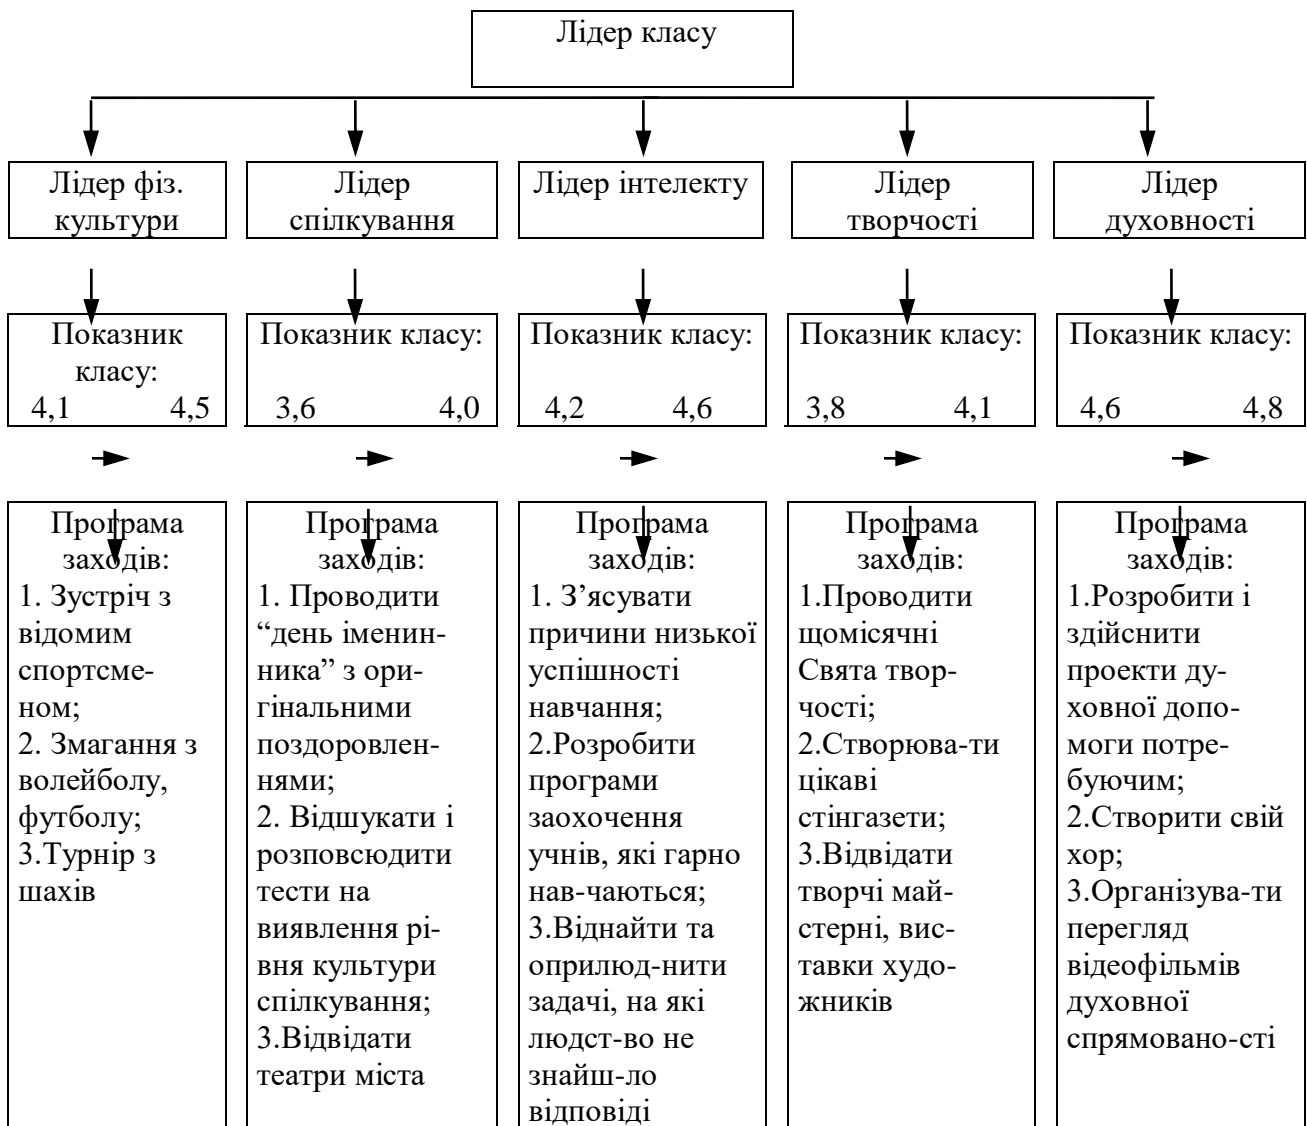 Лідер класу
Лідер фіз.
культури
Лідер
спілкування
Лідер інтелекту
Лідер
творчості
Лідер
духовності
Показник
класу:
4,1 4,5
Показник класу:
3,6 4,0
Показник класу:
4,2 4,6
Показник класу:
3,8 4,1
Показник класу:
4,6 4,8
Програма
заходів:
1. Зустріч з
відомим
спортсме-
ном;
2. Змагання з
волейболу,
футболу;
3.Турнір з
шахів
Програма
заходів:
1. Проводити
“день іменин-
ника” з ори-
гінальними
поздоровлен-
нями;
2. Відшукати і
розповсюдити
тести на
виявлення рі-
вня культури
спілкування;
3.Відвідати
театри міста
Програма
заходів:
1. З’ясувати
причини низької
успішності
навчання;
2.Розробити
програми
заохочення
учнів, які гарно
нав-чаються;
3.Віднайти та
оприлюд-нити
задачі, на які
людст-во не
знайш-ло
відповіді
Програма
заходів:
1.Проводити
щомісячні
Свята твор-
чості;
2.Створюва-ти
цікаві
стінгазети;
3.Відвідати
творчі май-
стерні, вис-
тавки худо-
жників
Програма
заходів:
1.Розробити і
здійснити
проекти ду-
ховної допо-
моги потре-
буючим;
2.Створити свій
хор;
3.Організува-ти
перегляд
відеофільмів
духовної
спрямовано-сті